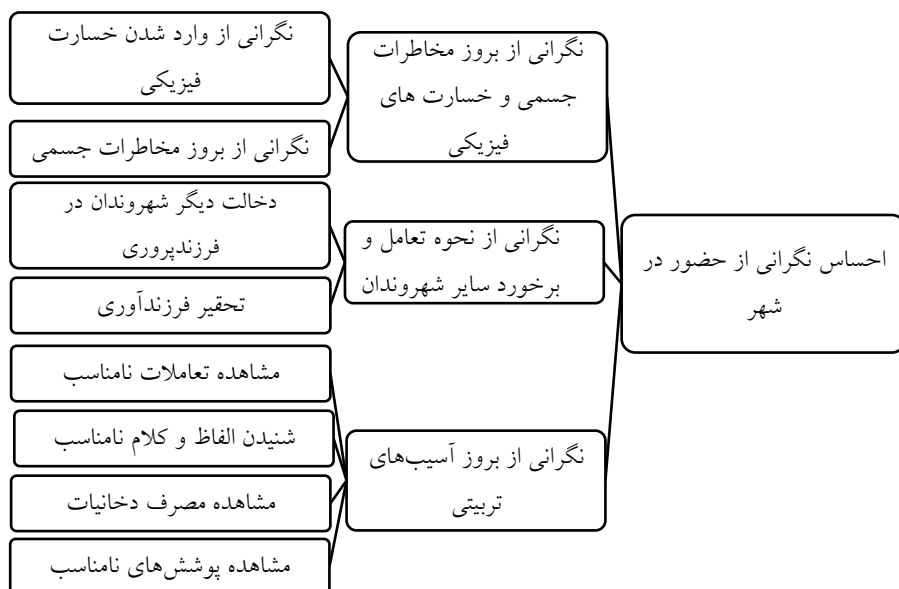 احساس نگرانی از حضور در
شهر
نگرانی از بروز مخاطرات
جسمی و خسارت های
فیزیکی
نگرانی از وارد شدن خسارت
فیزیکی
نگرانی از بروز مخاطرات جسمی
نگرانی از نحوه تعامل و
برخورد سایر شهروندان
دخالت دیگر شهروندان در
فرزندپروری
تحقیر فرزندآوری
نگرانی از بروز آسیب‌های
تربیتی
مشاهده تعاملات نامناسب
شنیدن الفاظ و کلام نامناسب
مشاهده مصرف دخانیات
مشاهده پوشش‌های نامناسب